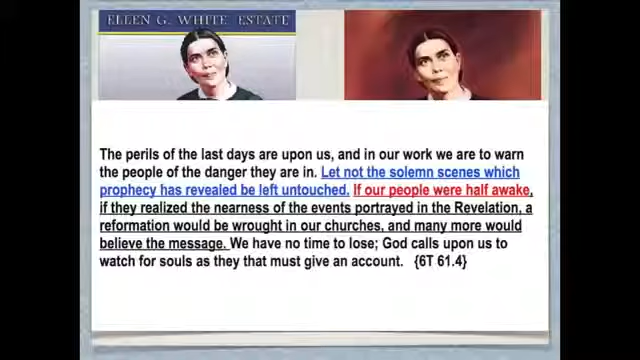 ELLEN G. WHITE ESTATE
The perils of the last days are upon us, and in our work we are to warn
the people of the danger they are in. Let not the solemn scenes which
prophecy has revealed be left untouched. If our people were half awake,
if they realized the nearness of the events portrayed in the Revelation, a
reformation would be wrought in our churches, and many more would
believe the message. We have no time to lose; God calls upon us to
watch for souls as they that must give an account. {6T 61.4}